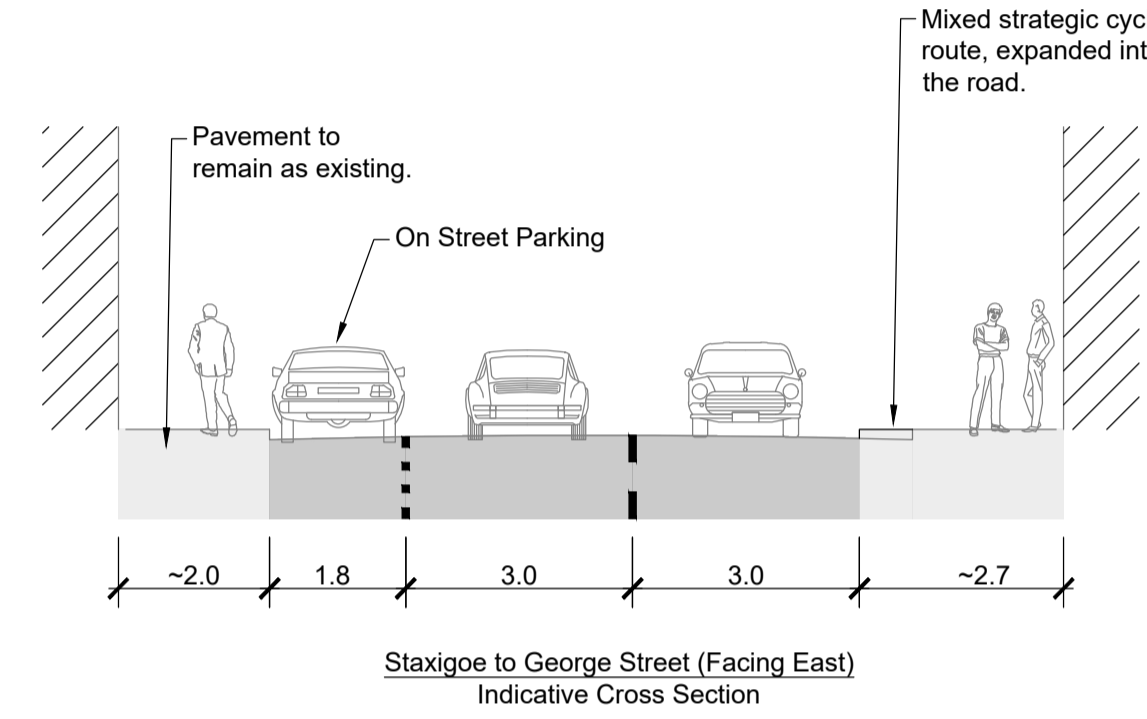 Mixed strategic cyc
route, expanded int
the road.
Pavement to
remain as existing.
On Street Parking
~2.0 1.8 3.0 3.0 ~2.7
Staxigoe to George Street (Facing East)
Indicative Cross Section